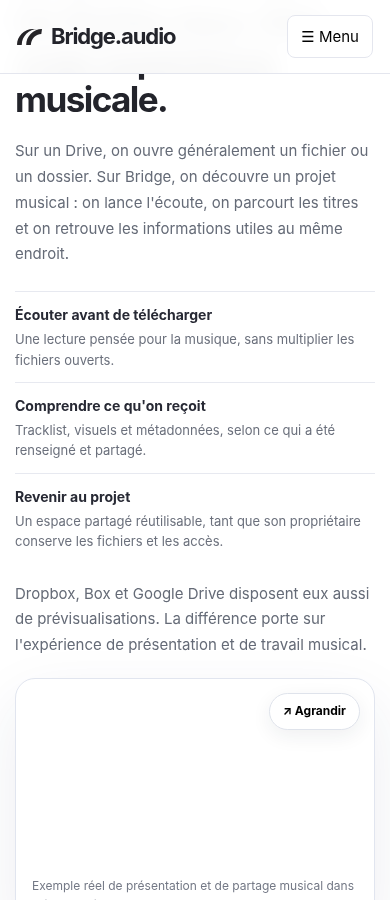 Bridge.audio
☰ Menu
musicale.
Sur un Drive, on ouvre généralement un fichier ou
un dossier. Sur Bridge, on découvre un projet
musical : on lance l'écoute, on parcourt les titres
et on retrouve les informations utiles au même
endroit.
Écouter avant de télécharger
Une lecture pensée pour la musique, sans multiplier les
fichiers ouverts.
Comprendre ce qu'on reçoit
Tracklist, visuels et métadonnées, selon ce qui a été
renseigné et partagé.
Revenir au projet
Un espace partagé réutilisable, tant que son propriétaire
conserve les fichiers et les accès.
Dropbox, Box et Google Drive disposent eux aussi
de prévisualisations. La différence porte sur
l'expérience de présentation et de travail musical.
↗ Agrandir
Exemple réel de présentation et de partage musical dans